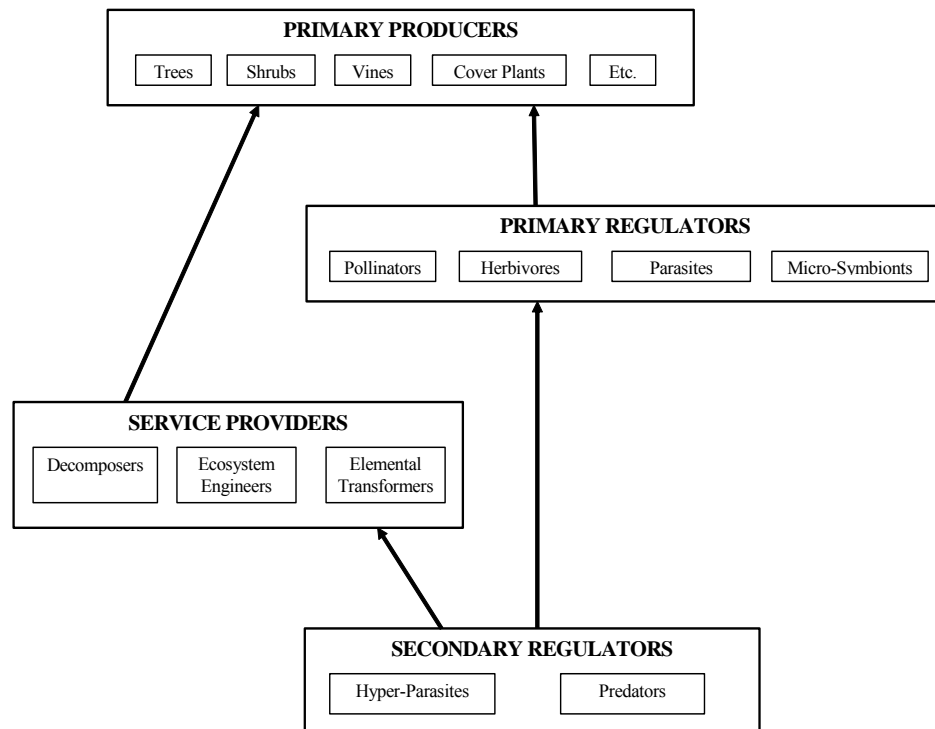 PRIMARY PRODUCERS
Trees
Shrubs
Vines
Cover Plants
Etc.
PRIMARY REGULATORS
Pollinators
Herbivores
Parasites
Micro-Symbionts
SERVICE PROVIDERS
Decomposers
Ecosystem
Engineers
Elemental
Transformers
SECONDARY REGULATORS
Hyper-Parasites
Predators